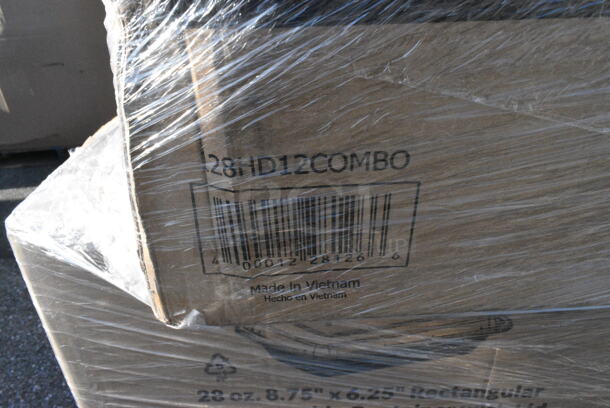 28HD12COMBO
4 00012 28126 6
Made in Vietnam
Hecho en Vietnam
28 oz. 8.75" x 6.25" Rectangular